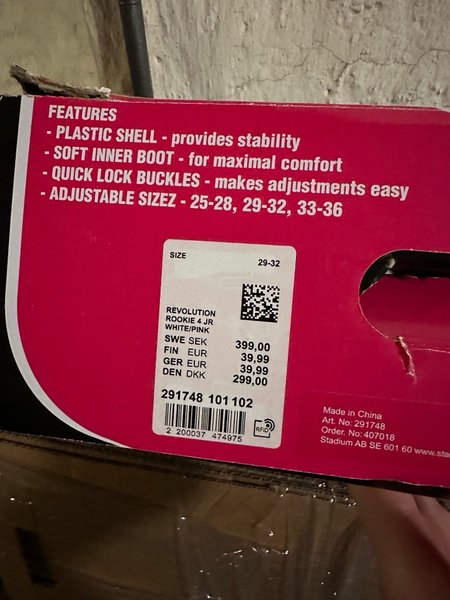 FEATURES
- PLASTIC SHELL - provides stability
- SOFT INNER BOOT - for maximal comfort
- QUICK LOCK BUCKLES - makes adjustments easy
- ADJUSTABLE SIZEZ - 25-28, 29-32, 33-36
SIZE 29-32
REVOLUTION
ROOKIE 4 JR
WHITE/PINK
SWE SEK 399,00
FIN EUR 39,99
GER EUR 39,99
DEN DKK 299,00
291748 101 102
2 200037 474975
RFID
Made in China
Art. No: 291748
Order. No: 407018
Stadium AB SE 601 60 www.sta